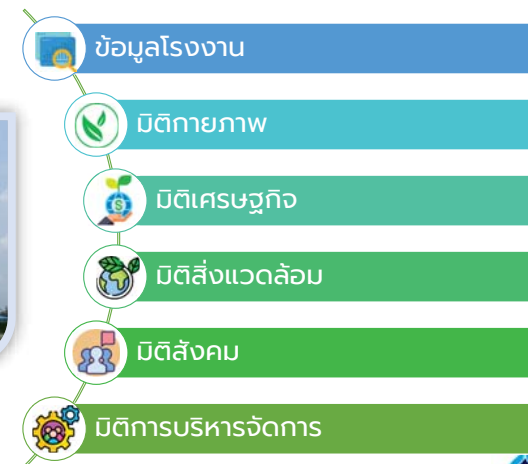 ข้อมูลโรงงาน
มิติกายภาพ
มิติเศรษฐกิจ
มิติสิ่งแวดล้อม
มิติสังคม
มิติการบริหารจัดการ